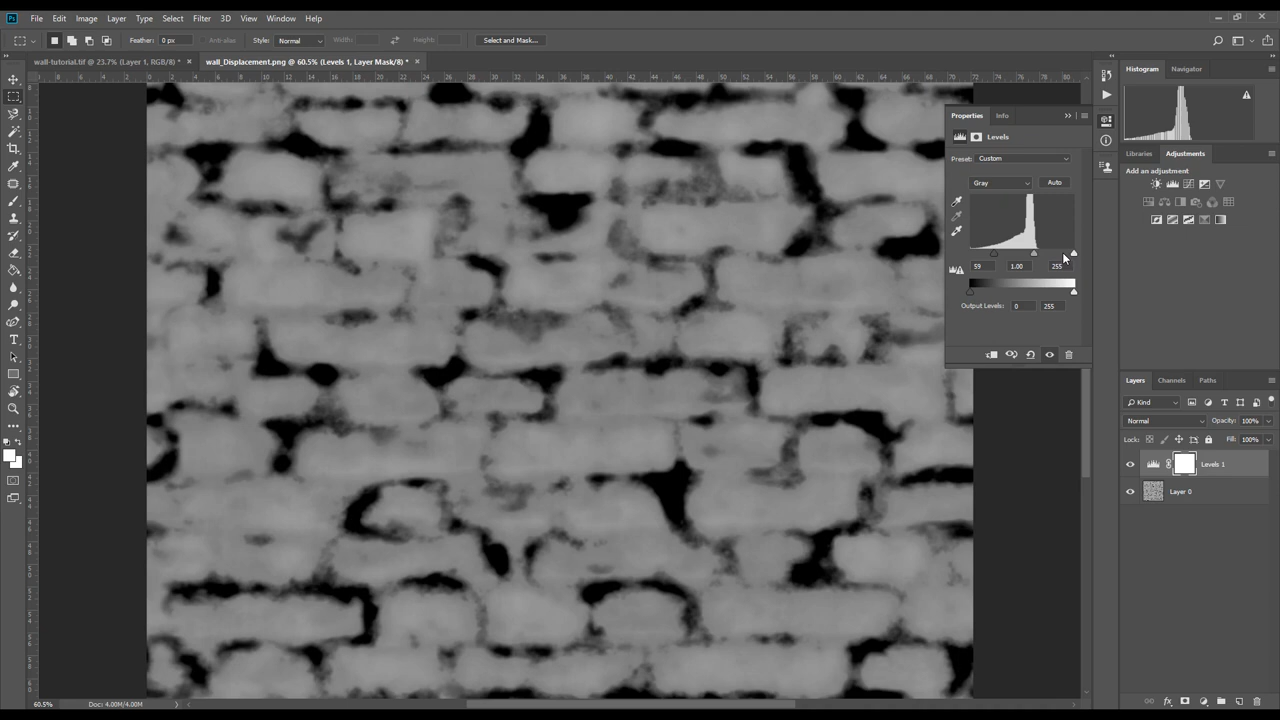 Ps File Edit Image Layer Type Select Filter 3D View Window Help
Feather: 0 px Anti-alias Style: Normal Width: Height: Select and Mask...
wall-tutorial.tif @ 23.7% (Layer 1, RGB/8) * × wall_Displacement.png @ 60.5% (Levels 1, Layer Mask/8) * ×
Histogram Navigator
Properties Info
Levels
Preset: Custom
Gray Auto
59 1.00 255
Output Levels: 0 255
Libraries Adjustments
Add an adjustment
Layers Channels Paths
Kind
Normal Opacity: 100%
Lock: Fill: 100%
Levels 1
Layer 0
60.5% Doc: 4.00M/4.00M